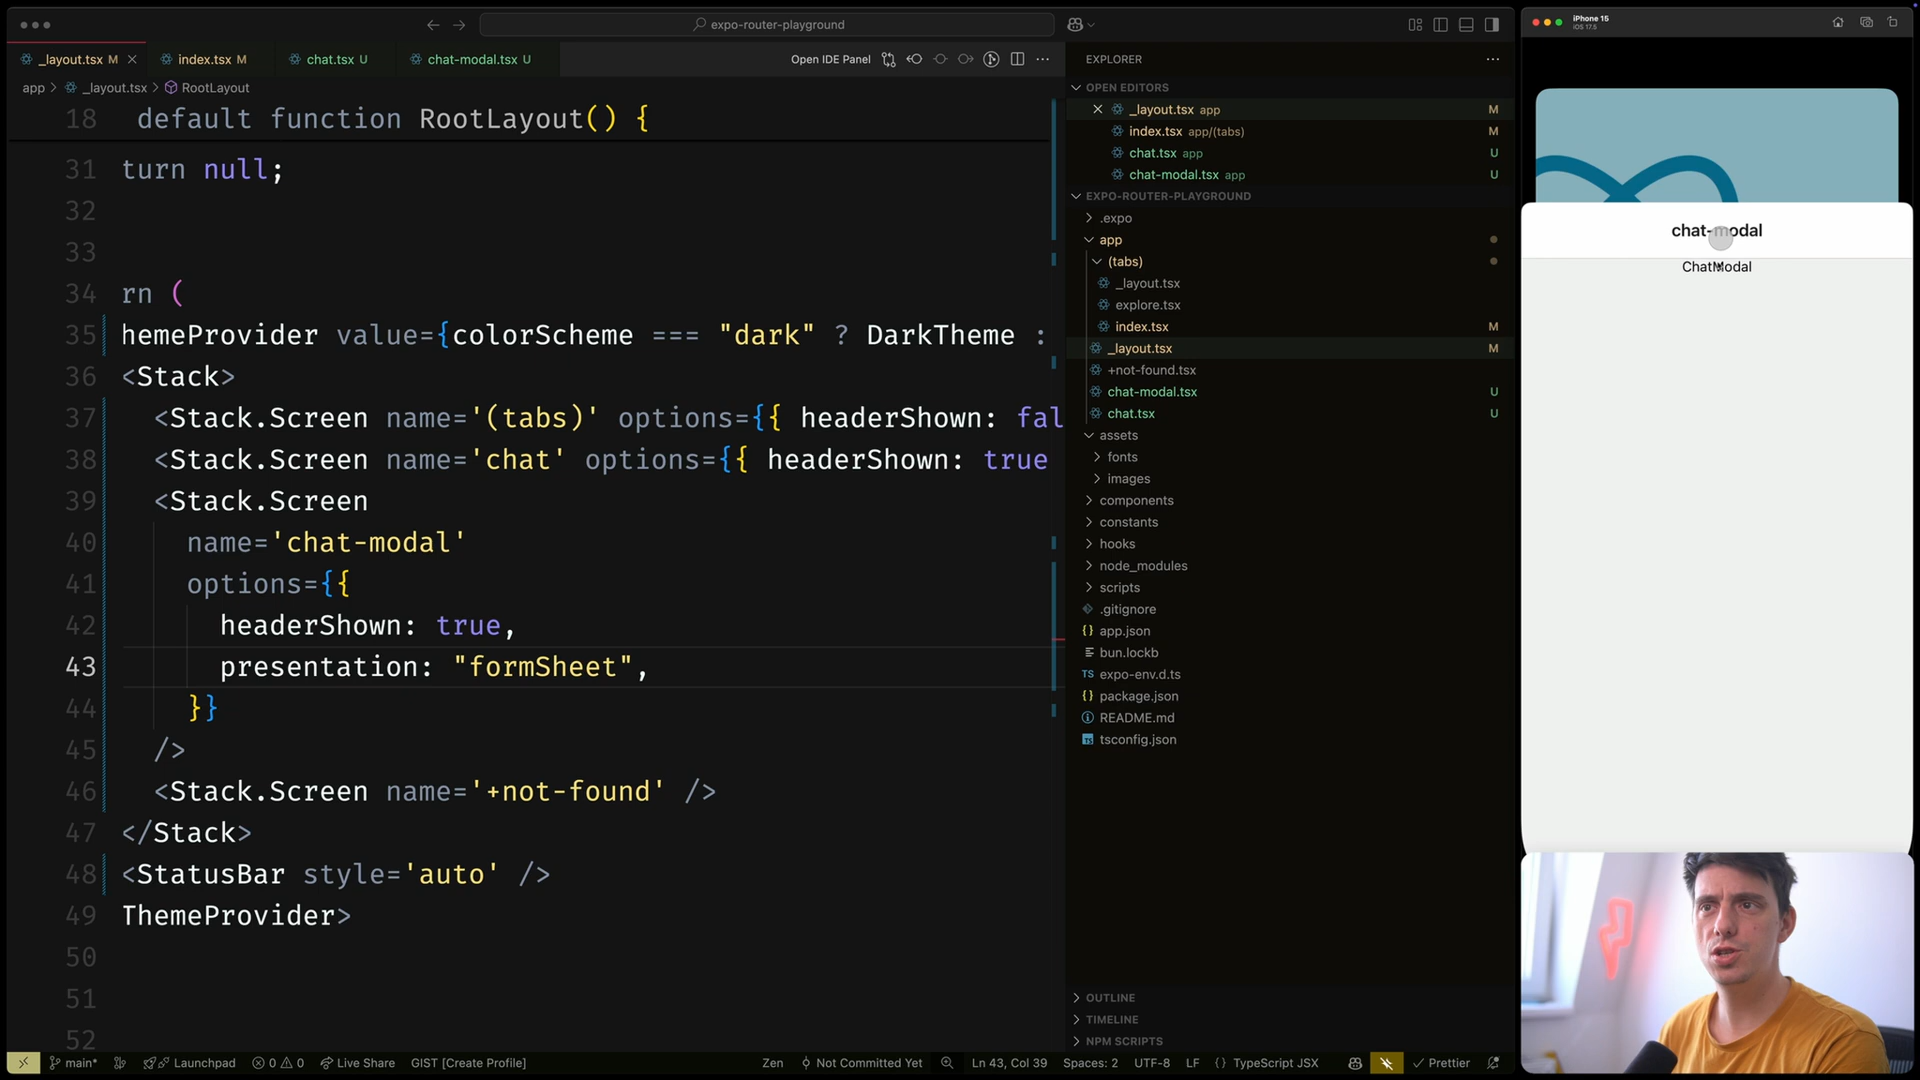 expo-router-playground
_layout.tsx M
index.tsx M
chat.tsx U
chat-modal.tsx U
Open IDE Panel
app > _layout.tsx > RootLayout
18 default function RootLayout() {
31 turn null;
32
33
34 rn (
35 hemeProvider value={colorScheme === "dark" ? DarkTheme :
36 <Stack>
37 <Stack.Screen name='(tabs)' options={{ headerShown: fal
38 <Stack.Screen name='chat' options={{ headerShown: true
39 <Stack.Screen
40 name='chat-modal'
41 options={{
42 headerShown: true,
43 presentation: "formSheet",
44 }}
45 />
46 <Stack.Screen name='+not-found' />
47 </Stack>
48 <StatusBar style='auto' />
49 ThemeProvider>
50
51
52
EXPLORER
OPEN EDITORS
_layout.tsx app M
index.tsx app/(tabs) M
chat.tsx app U
chat-modal.tsx app U
EXPO-ROUTER-PLAYGROUND
.expo
app
(tabs)
_layout.tsx
explore.tsx
index.tsx M
_layout.tsx M
+not-found.tsx
chat-modal.tsx U
chat.tsx U
assets
fonts
images
components
constants
hooks
node_modules
scripts
.gitignore
{} app.json
bun.lockb
TS expo-env.d.ts
{} package.json
README.md
TS tsconfig.json
OUTLINE
TIMELINE
NPM SCRIPTS
main*
Launchpad
0 0
Live Share
GIST [Create Profile]
Zen
Not Committed Yet
Ln 43, Col 39
Spaces: 2
UTF-8
LF
{} TypeScript JSX
Prettier
iPhone 15
iOS 17.5
chat-modal
ChatModal